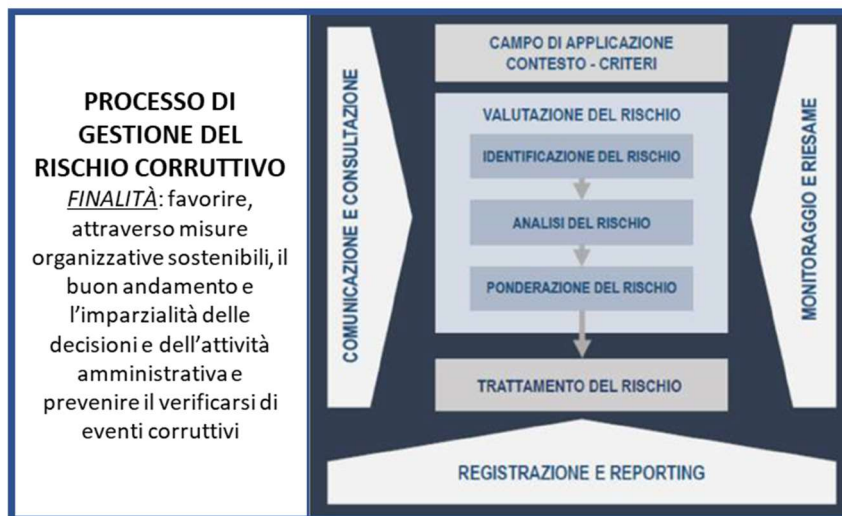 PROCESSO DI
GESTIONE DEL
RISCHIO CORRUTTIVO
FINALITÀ: favorire,
attraverso misure
organizzative sostenibili, il
buon andamento e
l'imparzialità delle
decisioni e dell'attività
amministrativa e
prevenire il verificarsi di
eventi corruttivi
COMUNICAZIONE E CONSULTAZIONE
CAMPO DI APPLICAZIONE
CONTESTO - CRITERI
VALUTAZIONE DEL RISCHIO
IDENTIFICAZIONE DEL RISCHIO
ANALISI DEL RISCHIO
PONDERAZIONE DEL RISCHIO
TRATTAMENTO DEL RISCHIO
MONITORAGGIO E RIESAME
REGISTRAZIONE E REPORTING